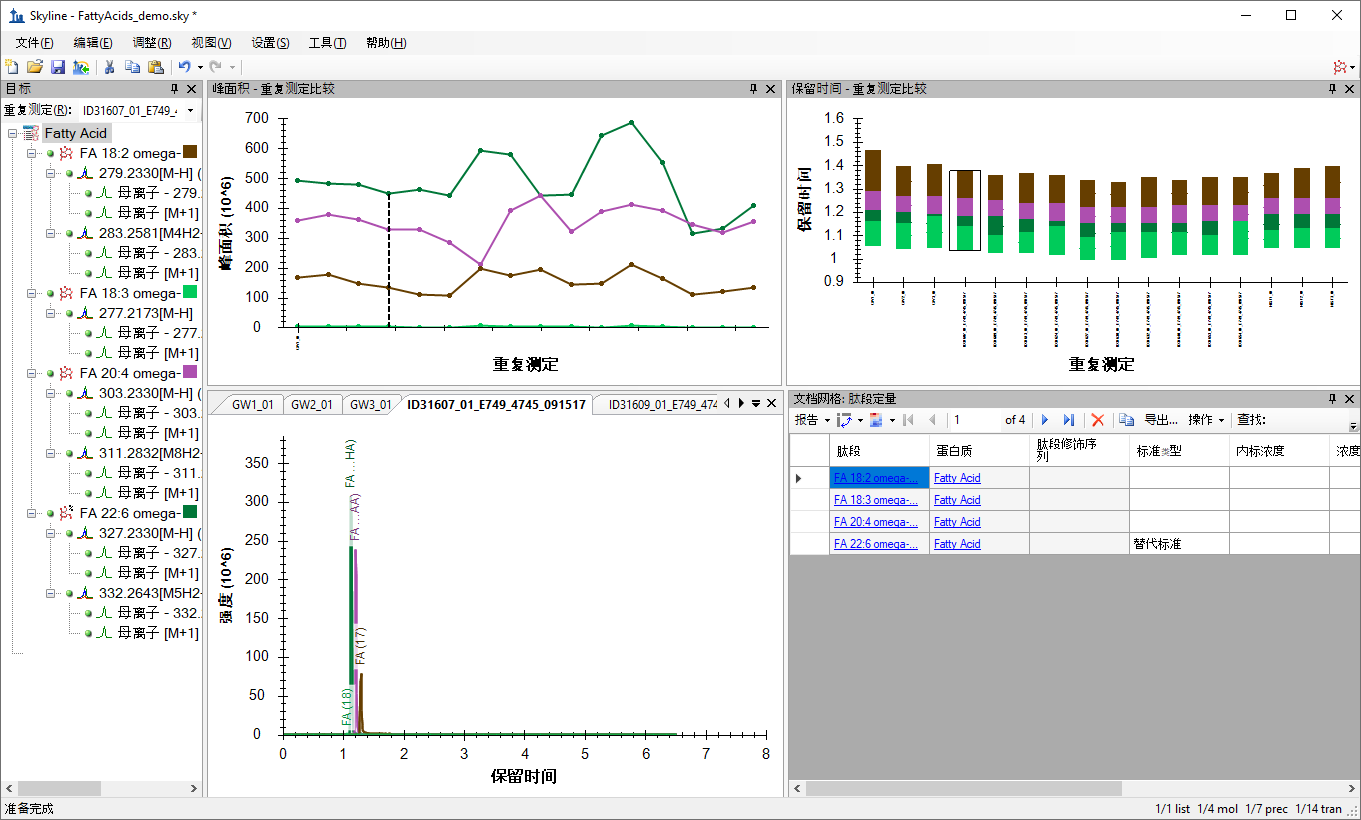 Skyline - FattyAcids_demo.sky *
文件(F) 编辑(E) 调整(R) 视图(V) 设置(S) 工具(T) 帮助(H)
目标
重复测定(R): ID31607_01_E749_4
Fatty Acid
FA 18:2 omega-
279.2330[M-H] (
母离子 - 279.
母离子 [M+1]
283.2581[M4H2-
母离子 - 283.
母离子 [M+1]
FA 18:3 omega-
277.2173[M-H]
母离子 - 277.
母离子 [M+1]
FA 20:4 omega-
303.2330[M-H] (
母离子 - 303.
母离子 [M+1]
311.2832[M8H2-
母离子 - 311.
母离子 [M+1]
FA 22:6 omega-
327.2330[M-H] (
母离子 - 327.
母离子 [M+1]
332.2643[M5H2-
母离子 - 332.
母离子 [M+1]
峰面积 - 重复测定比较
700
600
500
400
300
200
100
0
峰面积 (10^6)
重复测定
保留时间 - 重复测定比较
1.6
1.5
1.4
1.3
1.2
1.1
1
0.9
保留时间
重复测定
GW1_01 GW2_01 GW3_01 ID31607_01_E749_4745_091517 ID31609_01_E749_474
350
300
250
200
150
100
50
0
强度 (10^6)
FA ...HA)
FA ...AA)
FA (17)
FA (18)
0 1 2 3 4 5 6 7 8
保留时间
文档网格: 肽段定量
报告 1 of 4 导出... 操作 查找:
肽段 蛋白质 肽段修饰序列 标准类型 内标浓度 浓度
FA 18:2 omega-... Fatty Acid
FA 18:3 omega-... Fatty Acid
FA 20:4 omega-... Fatty Acid
FA 22:6 omega-... Fatty Acid 替代标准
准备完成
1/1 list 1/4 mol 1/7 prec 1/14 tran